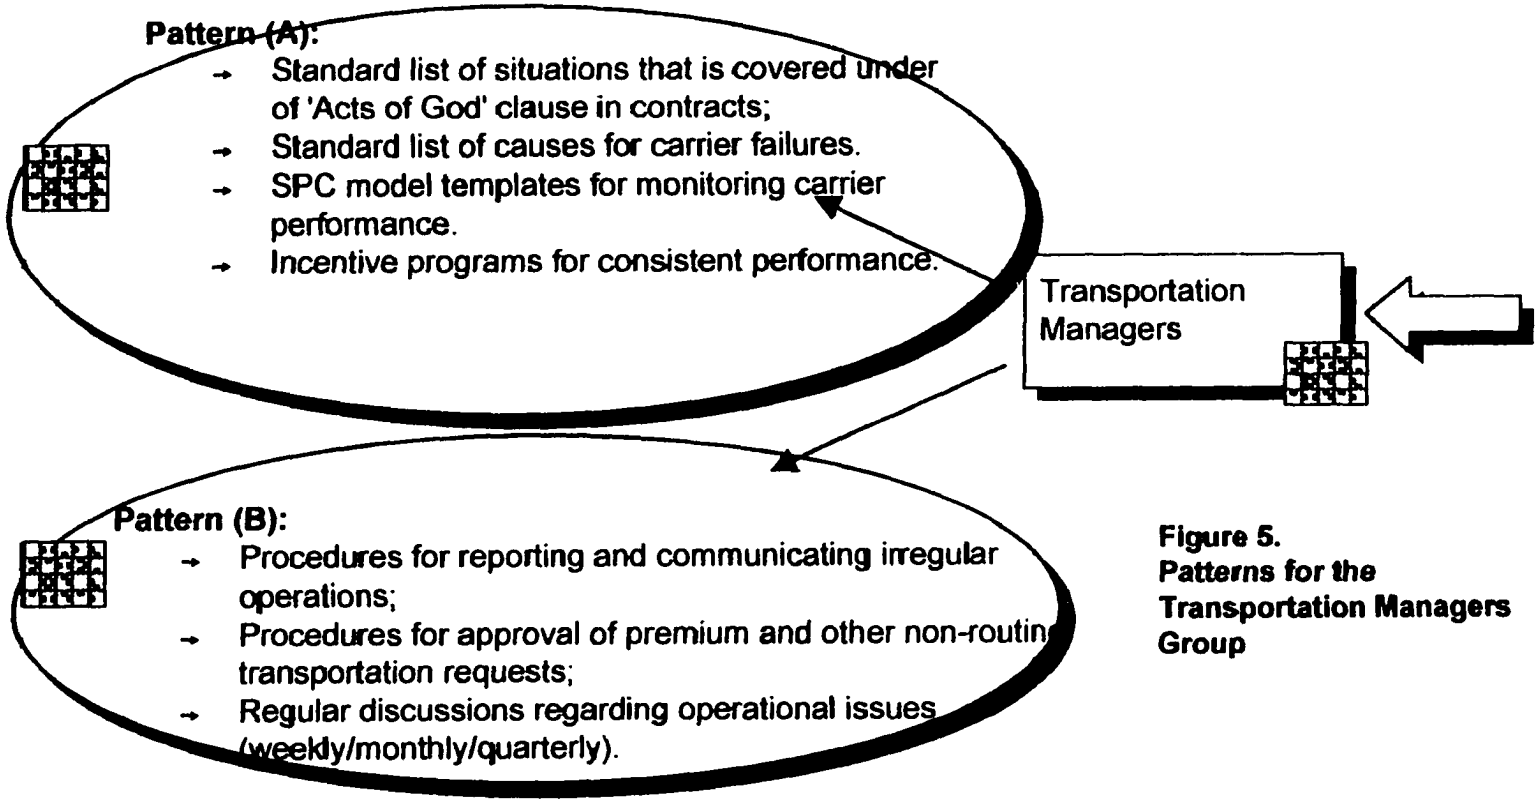 Pattern (A):
→ Standard list of situations that is covered under
of 'Acts of God' clause in contracts;
→ Standard list of causes for carrier failures.
→ SPC model templates for monitoring carrier
performance.
→ Incentive programs for consistent performance.
Transportation
Managers
Pattern (B):
→ Procedures for reporting and communicating irregular
operations;
→ Procedures for approval of premium and other non-routing
transportation requests;
→ Regular discussions regarding operational issues
(weekly/monthly/quarterly).
Figure 5.
Patterns for the
Transportation Managers
Group